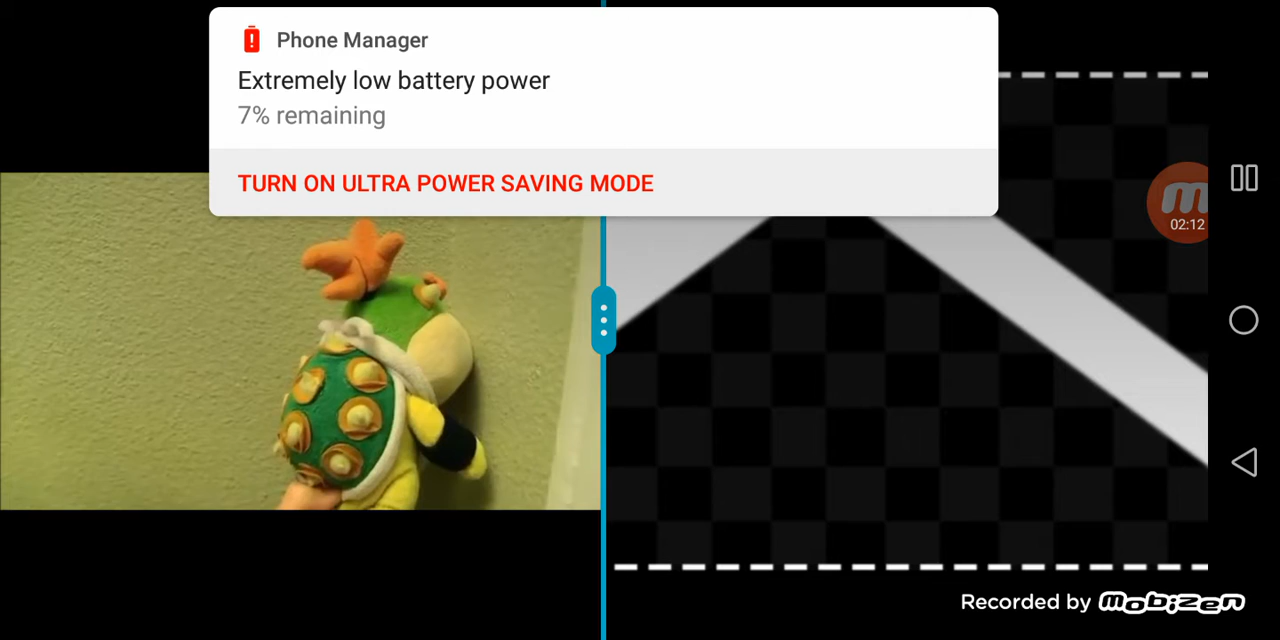 Phone Manager
Extremely low battery power
7% remaining
TURN ON ULTRA POWER SAVING MODE
02:12
Recorded by mobizen